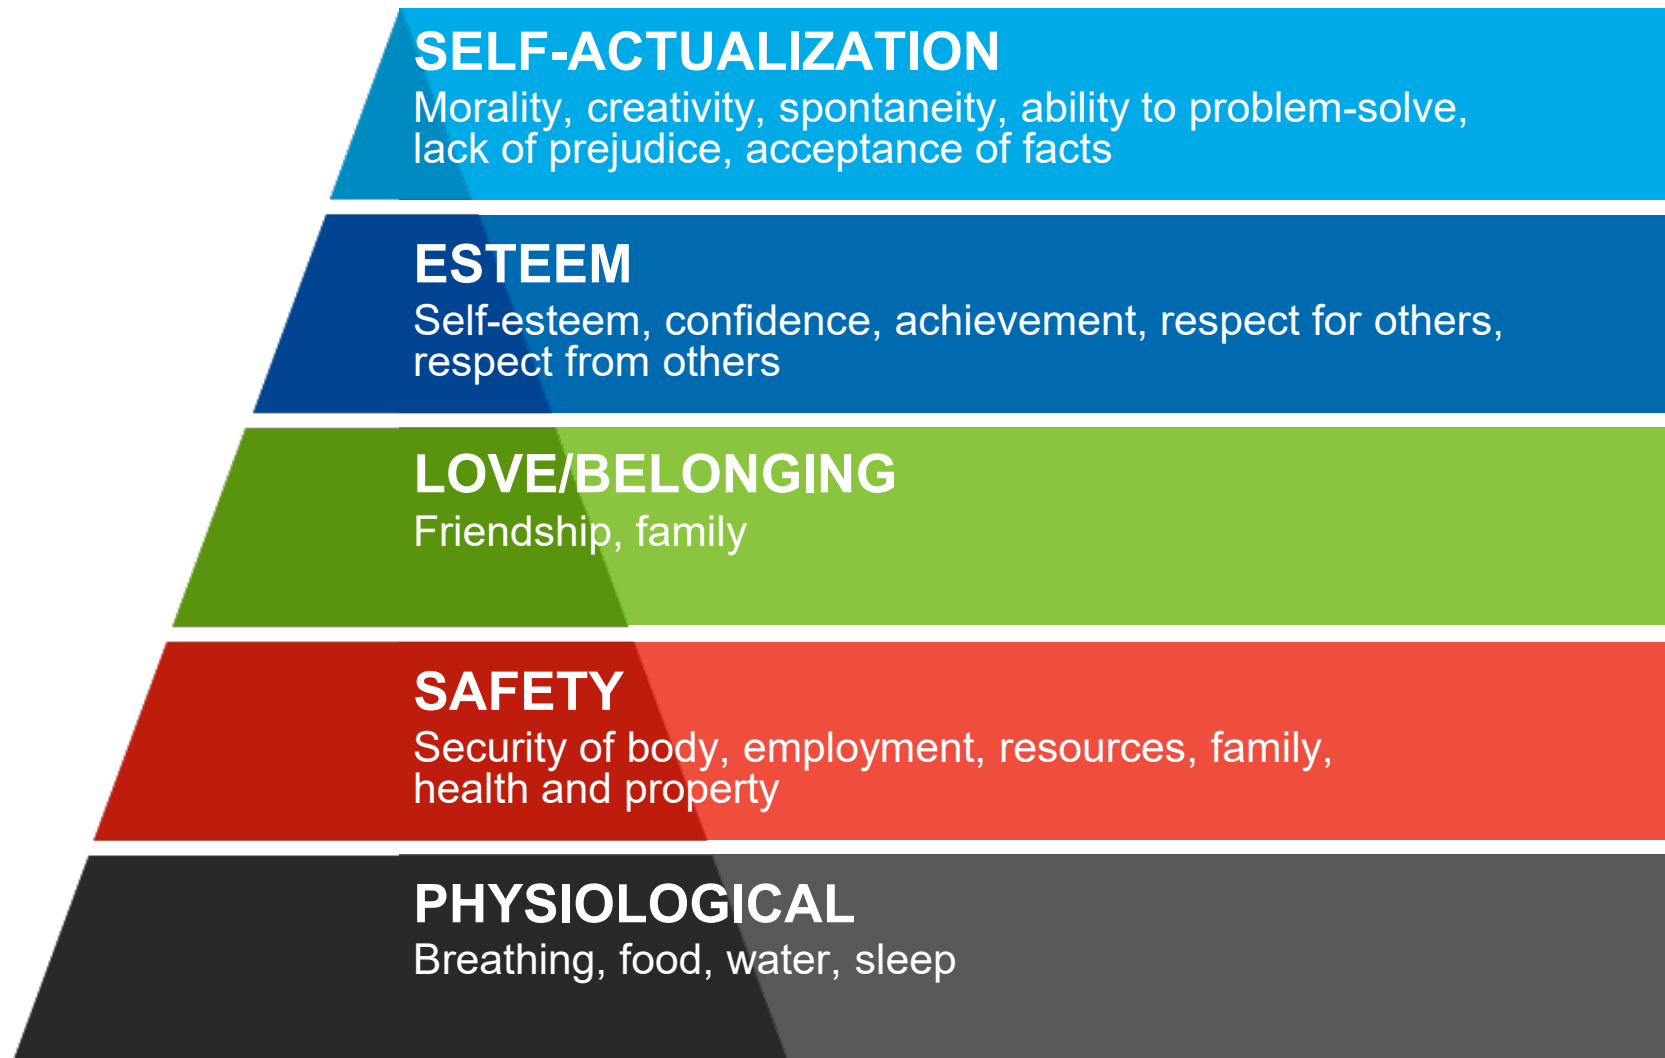 SELF-ACTUALIZATION
Morality, creativity, spontaneity, ability to problem-solve,
lack of prejudice, acceptance of facts
ESTEEM
Self-esteem, confidence, achievement, respect for others,
respect from others
LOVE/BELONGING
Friendship, family
SAFETY
Security of body, employment, resources, family,
health and property
PHYSIOLOGICAL
Breathing, food, water, sleep